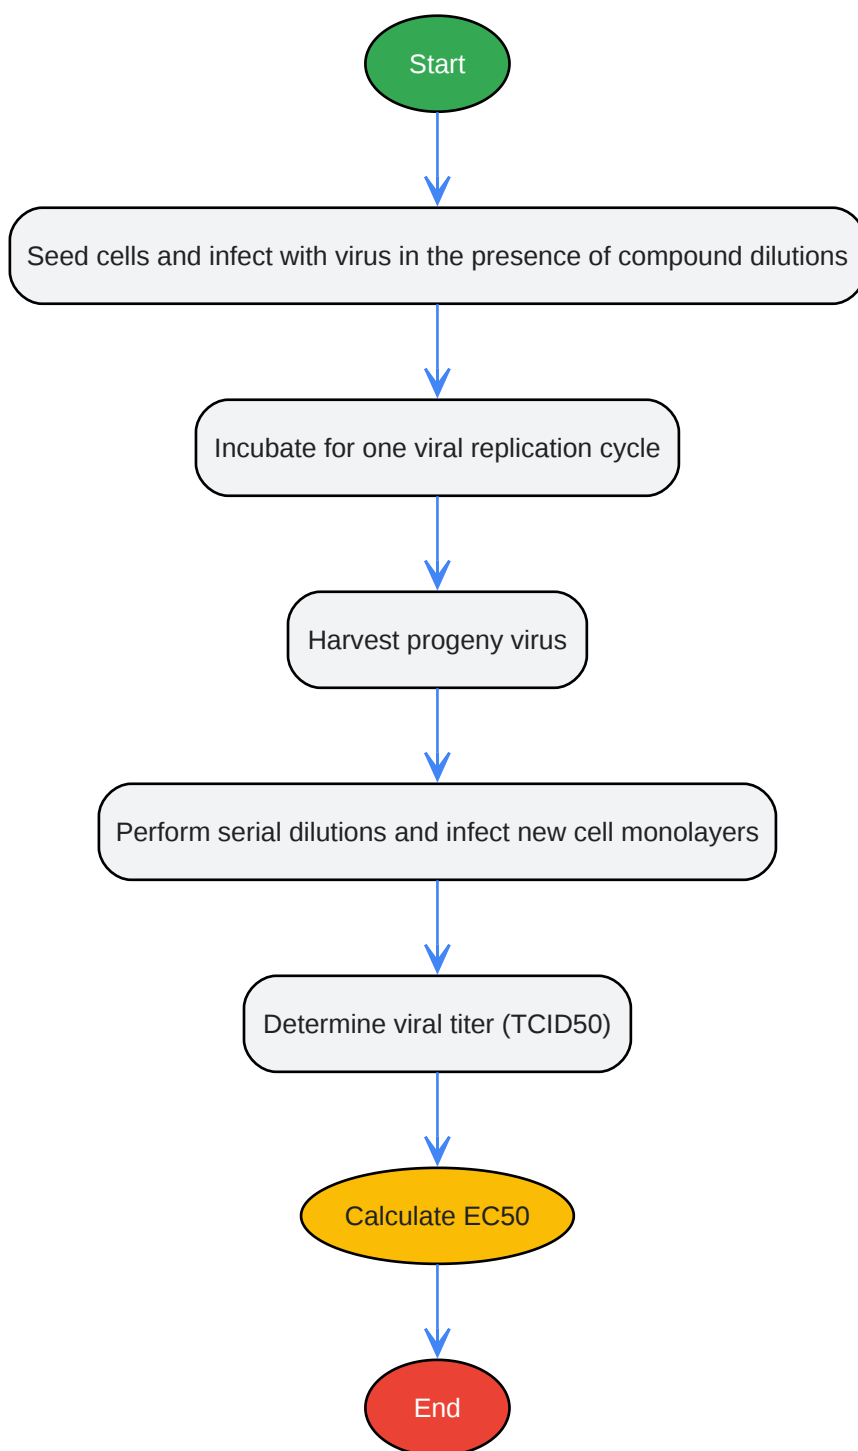 Start
Seed cells and infect with virus in the presence of compound dilutions
Incubate for one viral replication cycle
Harvest progeny virus
Perform serial dilutions and infect new cell monolayers
Determine viral titer (TCID50)
Calculate EC50
End